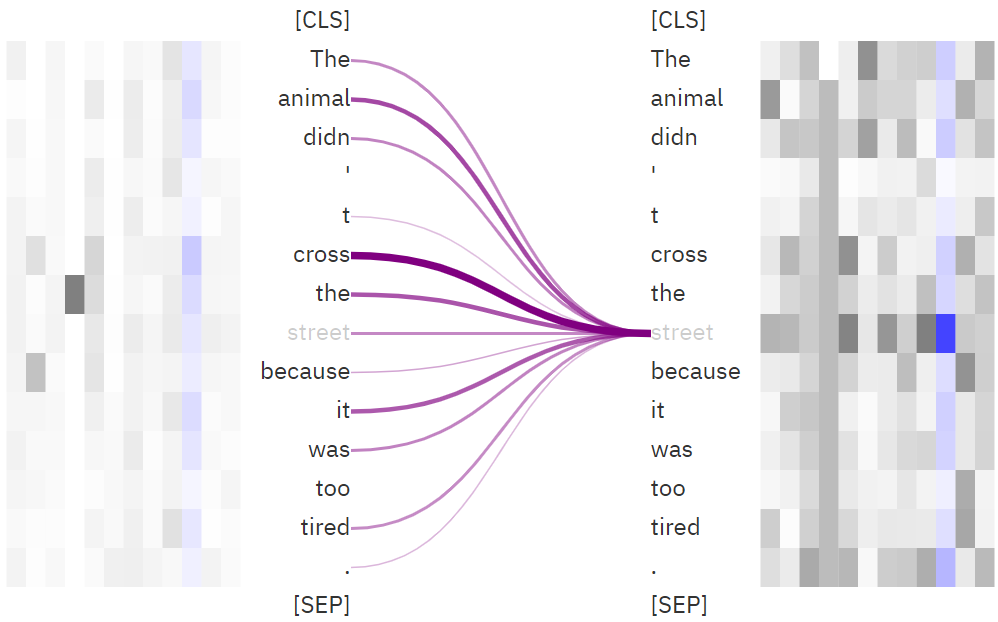 [CLS] [CLS]
The The
animal animal
didn didn
' '
t t
cross cross
the the
street street
because because
it it
was was
too too
tired tired
. .
[SEP] [SEP]